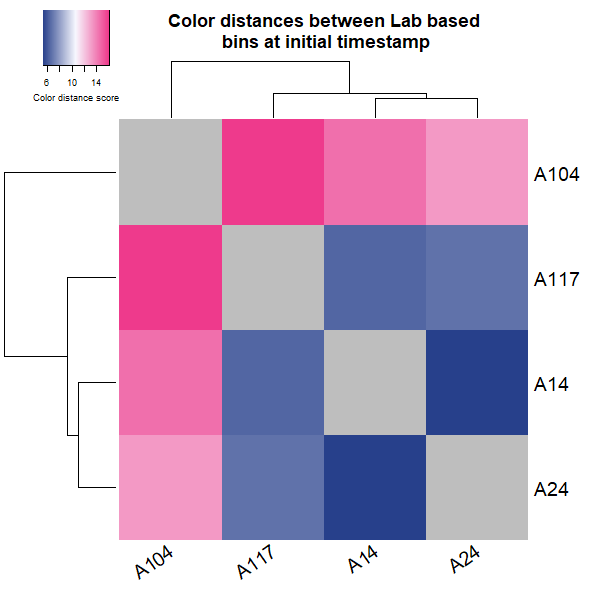 Color distances between Lab based
bins at initial timestamp
6 10 14
Color distance score
A104
A117
A14
A24
A104 A117 A14 A24